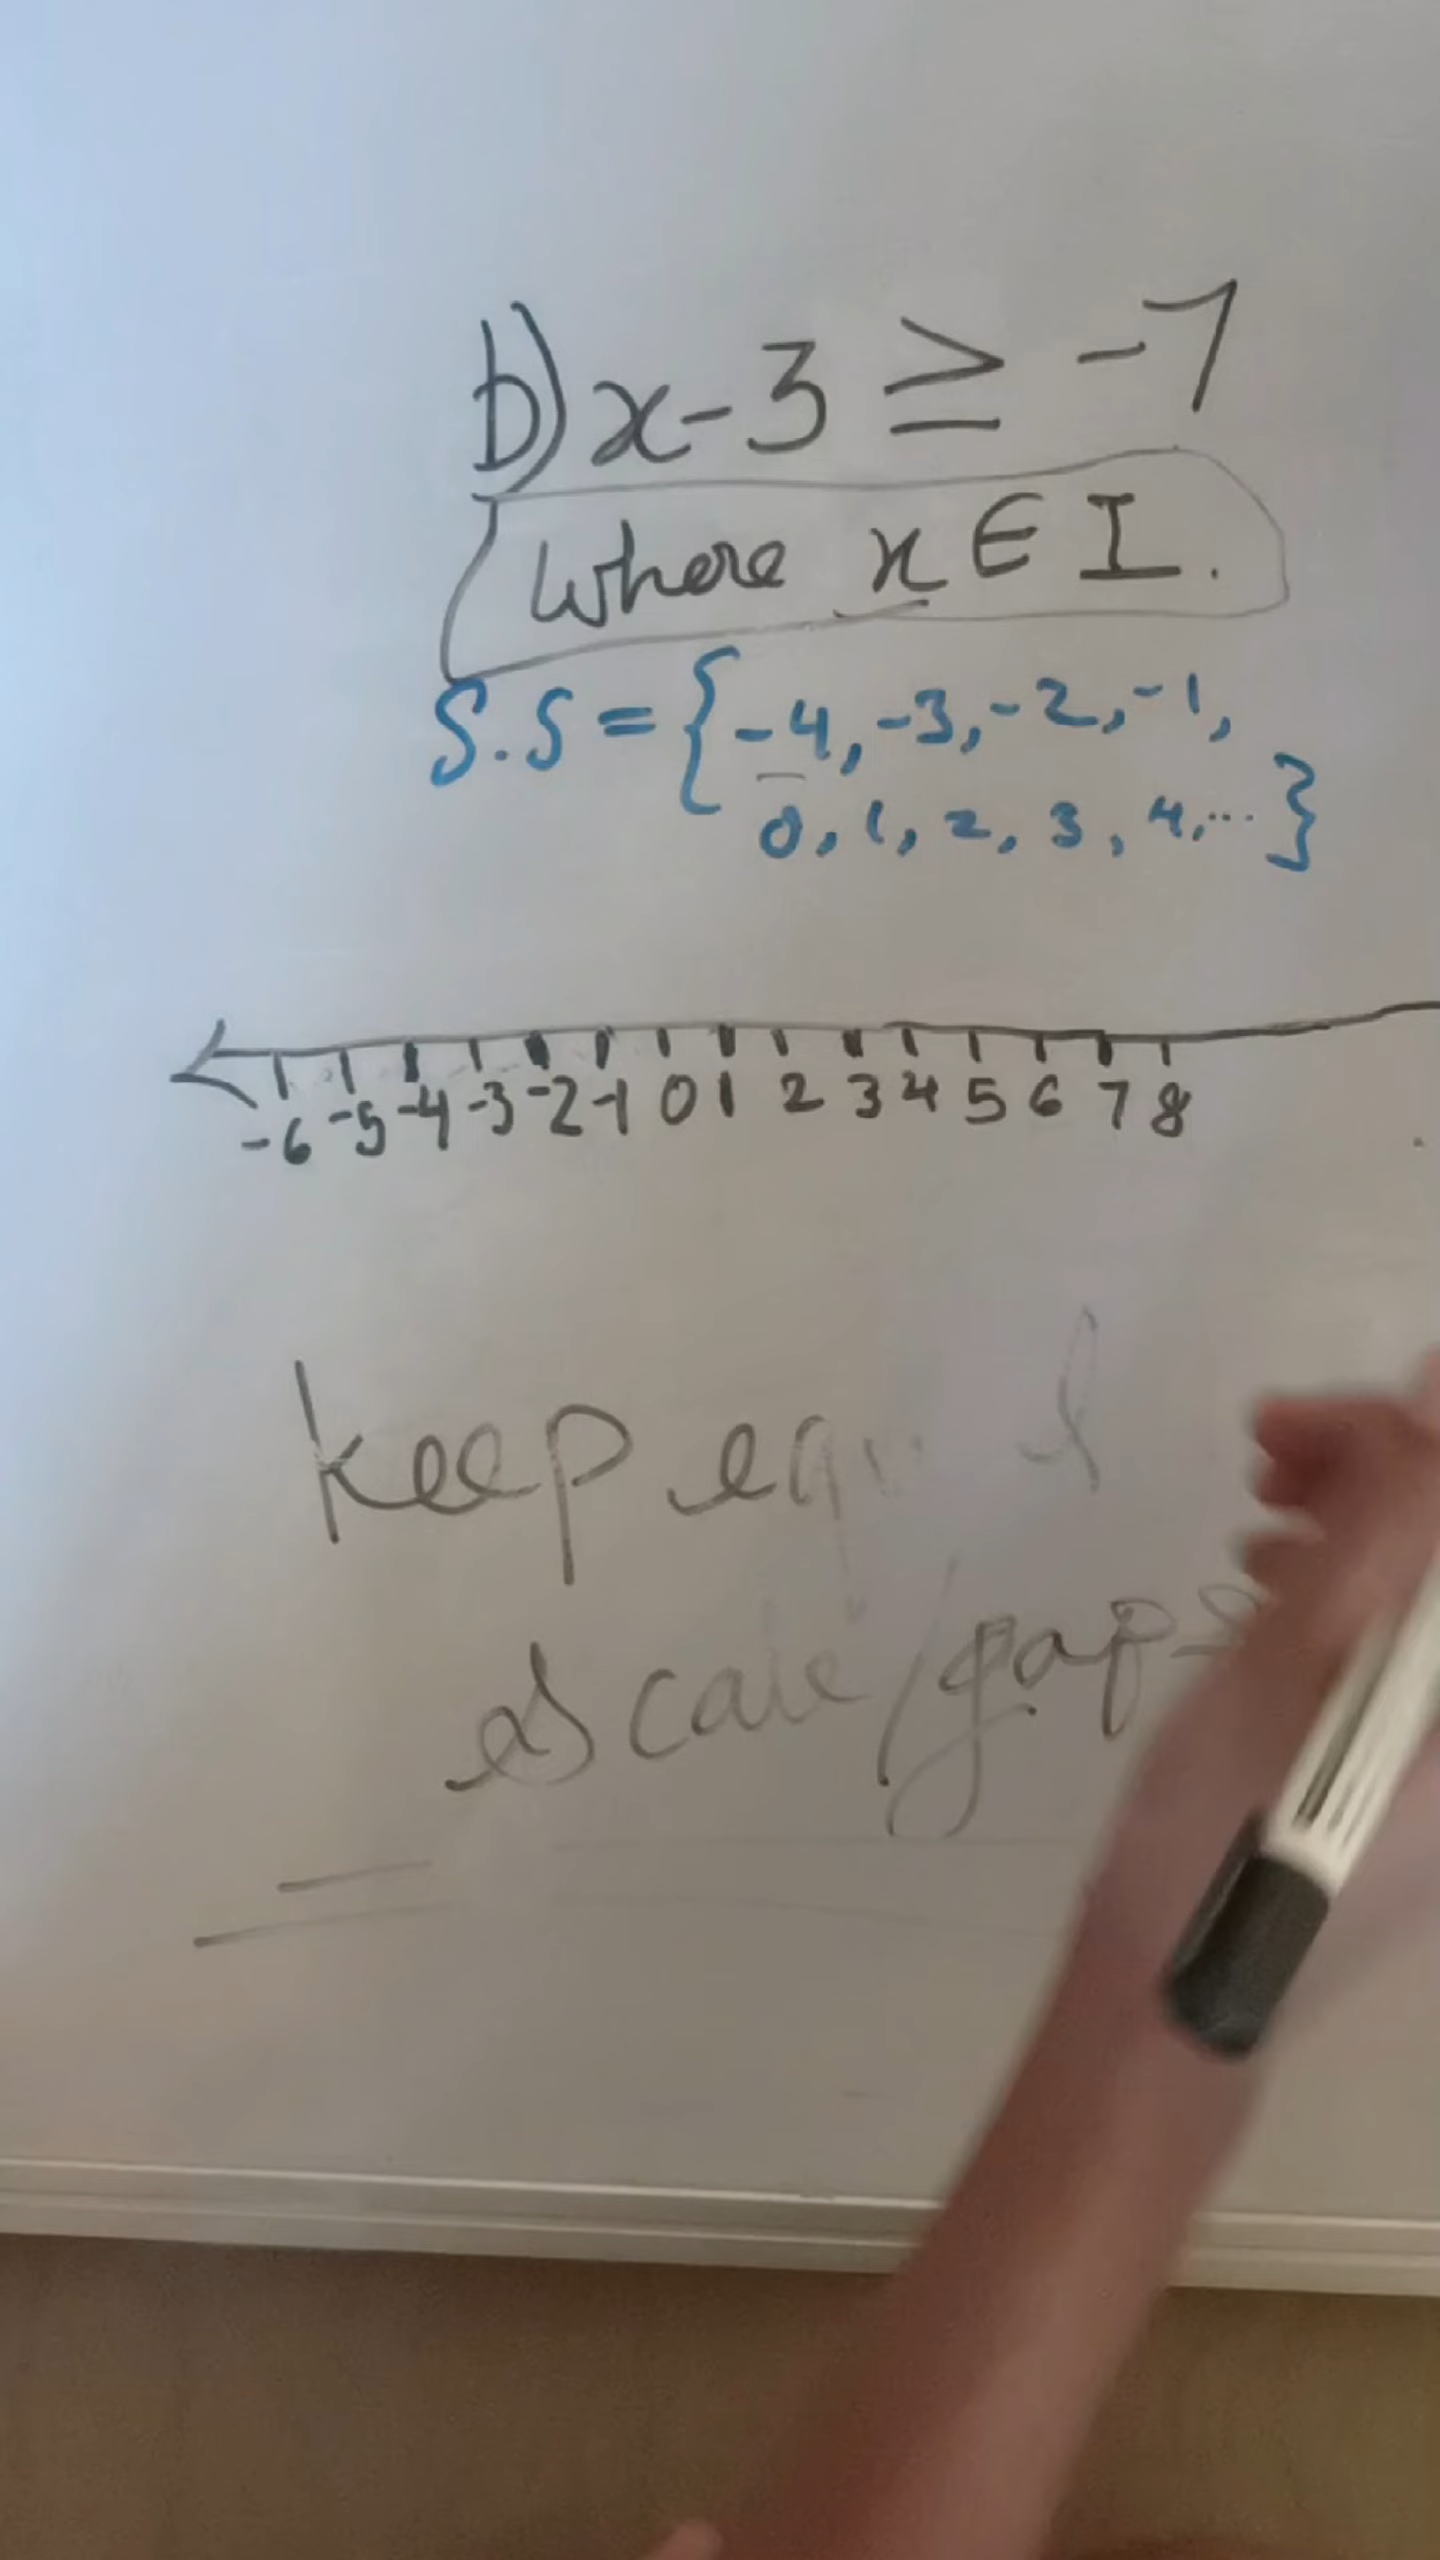 b) x-3 ≥ -7
where x ∈ I.
S.S = {-4, -3, -2, -1,
0, 1, 2, 3, 4, ... }
-6 -5 -4 -3 -2 -1 0 1 2 3 4 5 6 7 8
keep
scale/gaps